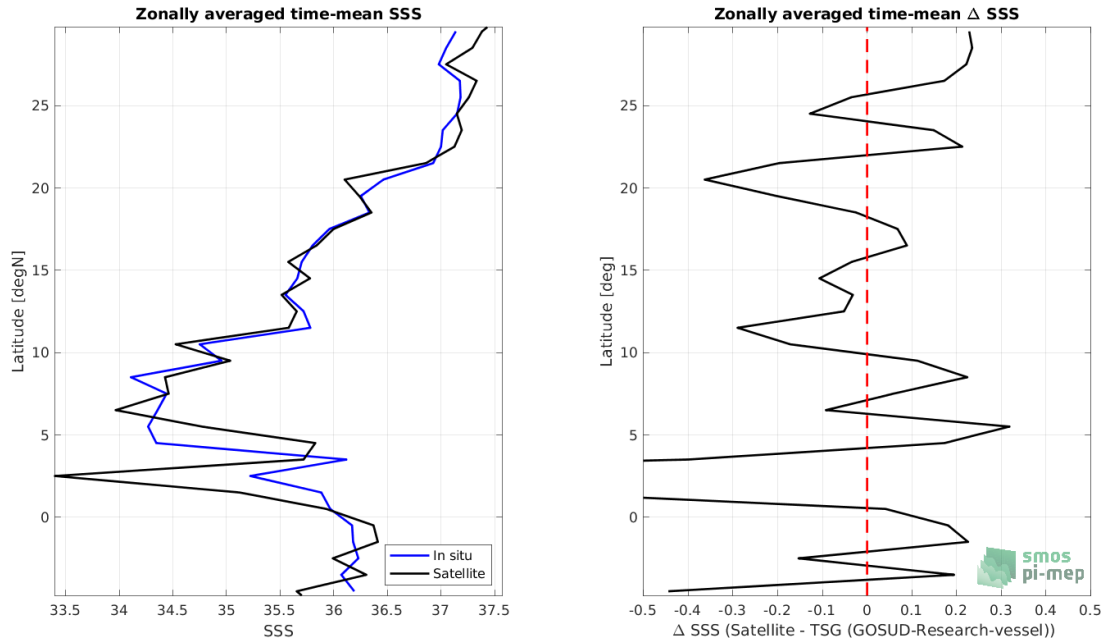 Zonally averaged time-mean SSS
Latitude [degN]
25
20
15
10
5
0
33.5 34 34.5 35 35.5 36 36.5 37 37.5
SSS
In situ
Satellite
Zonally averaged time-mean Δ SSS
Latitude [deg]
25
20
15
10
5
0
-0.5 -0.4 -0.3 -0.2 -0.1 0 0.1 0.2 0.3 0.4 0.5
Δ SSS (Satellite - TSG (GOSUD-Research-vessel))
smos
pi-mep